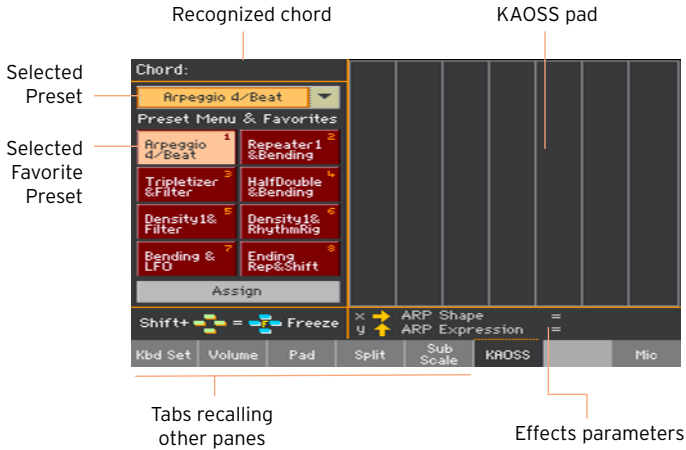 Recognized chord
KAOSS pad
Selected
Preset
Selected
Favorite
Preset
Chord:
Arpeggio 4/Beat
Preset Menu & Favorites
Arpeggio 1
4/Beat
Repeater1 2
&Bending
Tripletizer 3
&Filter
HalfDouble 4
&Bending
Density1& 5
Filter
Density1& 6
RhythmRig
Bending & 7
LFO
Ending 8
Rep&Shift
Assign
Shift+ = F Freeze
x ARP Shape =
y ARP Expression =
Kbd Set
Volume
Pad
Split
Sub
Scale
KAOSS
Mic
Tabs recalling
other panes
Effects parameters